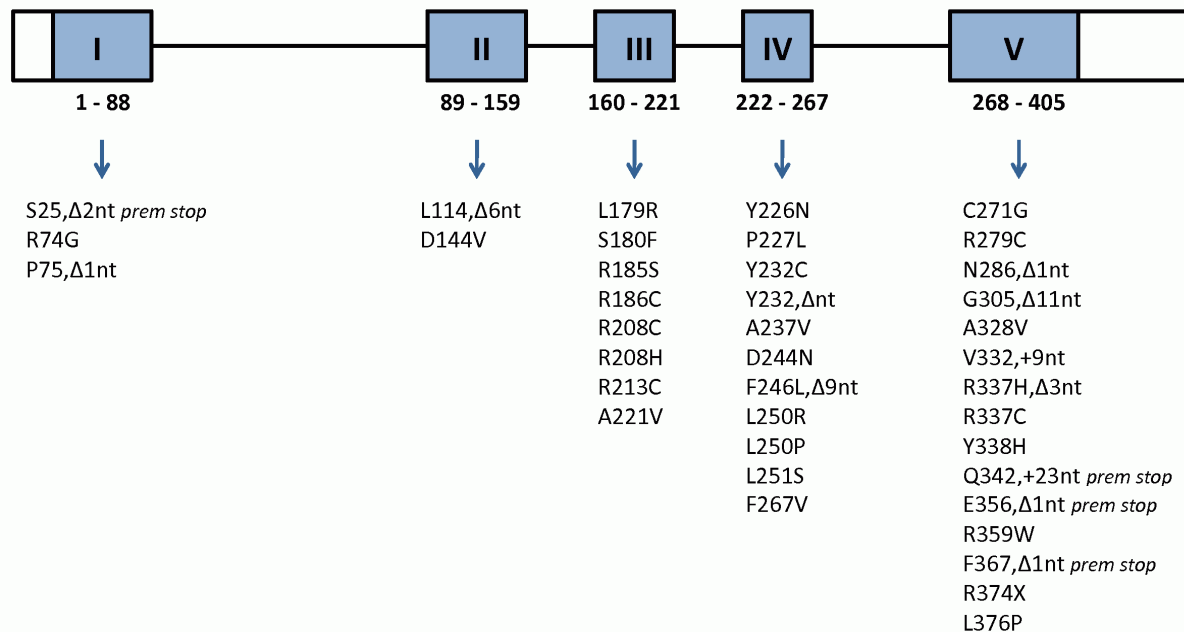 I
II
III
IV
V
1 - 88
89 - 159
160 - 221
222 - 267
268 - 405
S25,Δ2nt prem stop
R74G
P75,Δ1nt
L114,Δ6nt
D144V
L179R
S180F
R185S
R186C
R208C
R208H
R213C
A221V
Y226N
P227L
Y232C
Y232,Δnt
A237V
D244N
F246L,Δ9nt
L250R
L250P
L251S
F267V
C271G
R279C
N286,Δ1nt
G305,Δ11nt
A328V
V332,+9nt
R337H,Δ3nt
R337C
Y338H
Q342,+23nt prem stop
E356,Δ1nt prem stop
R359W
F367,Δ1nt prem stop
R374X
L376P